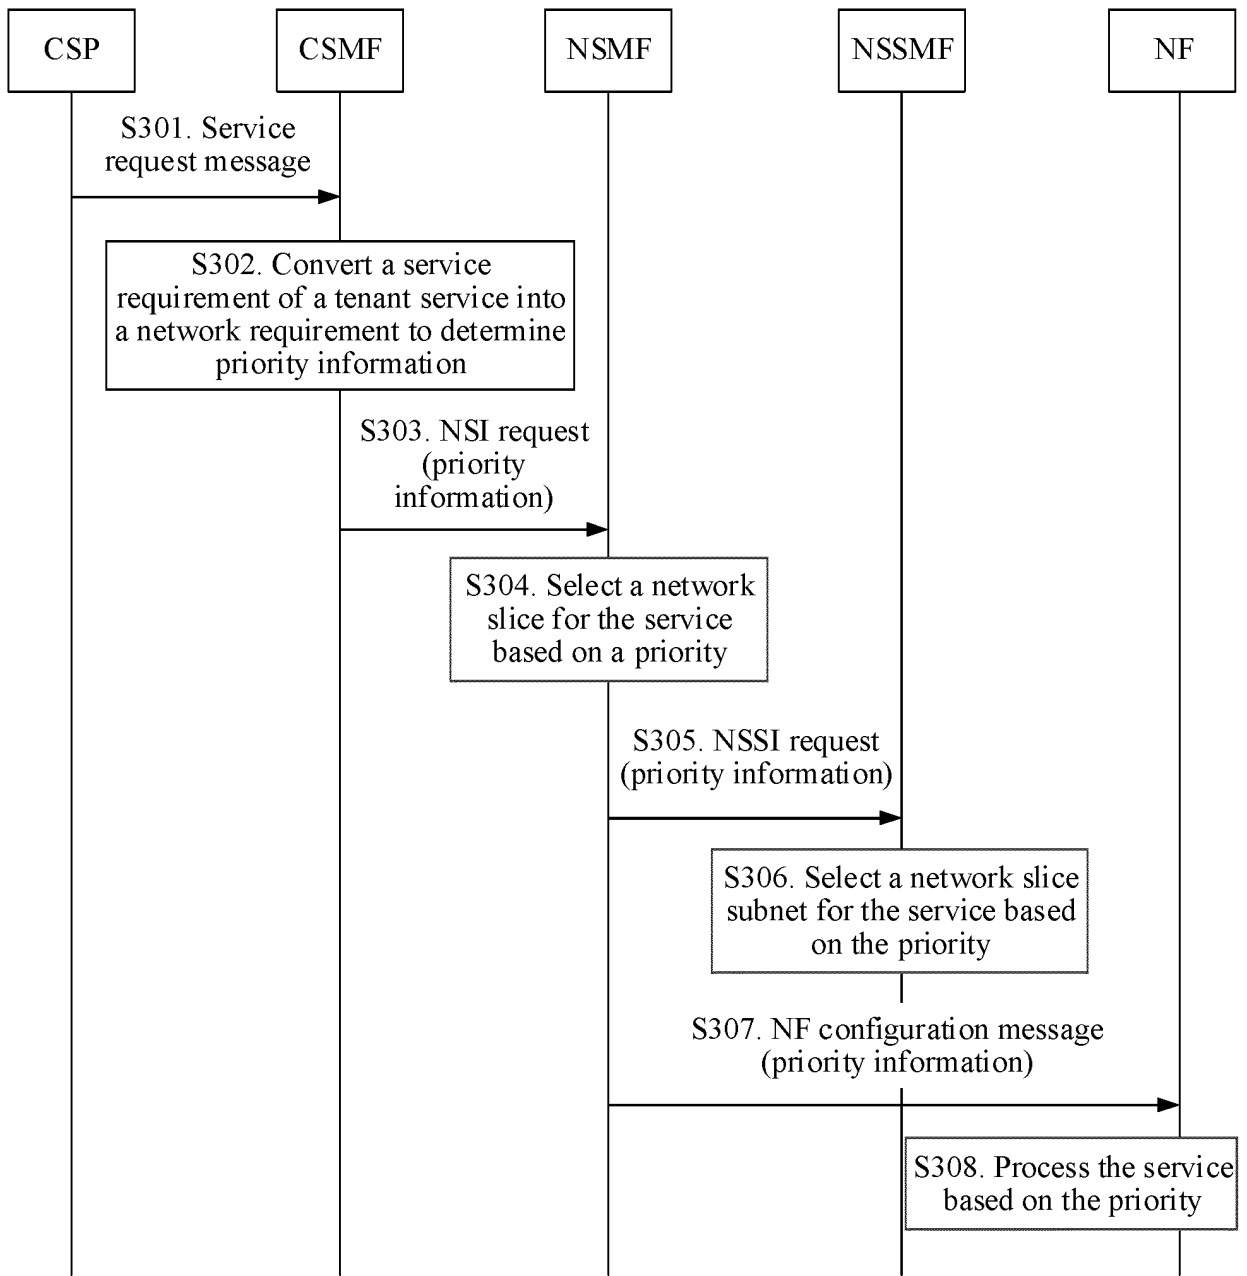 CSP
CSMF
NSMF
NSSMF
NF
S301. Service
request message
S302. Convert a service
requirement of a tenant service into
a network requirement to determine
priority information
S303. NSI request
(priority
information)
S304. Select a network
slice for the service
based on a priority
S305. NSSI request
(priority information)
S306. Select a network slice
subnet for the service based
on the priority
S307. NF configuration message
(priority information)
S308. Process the service
based on the priority